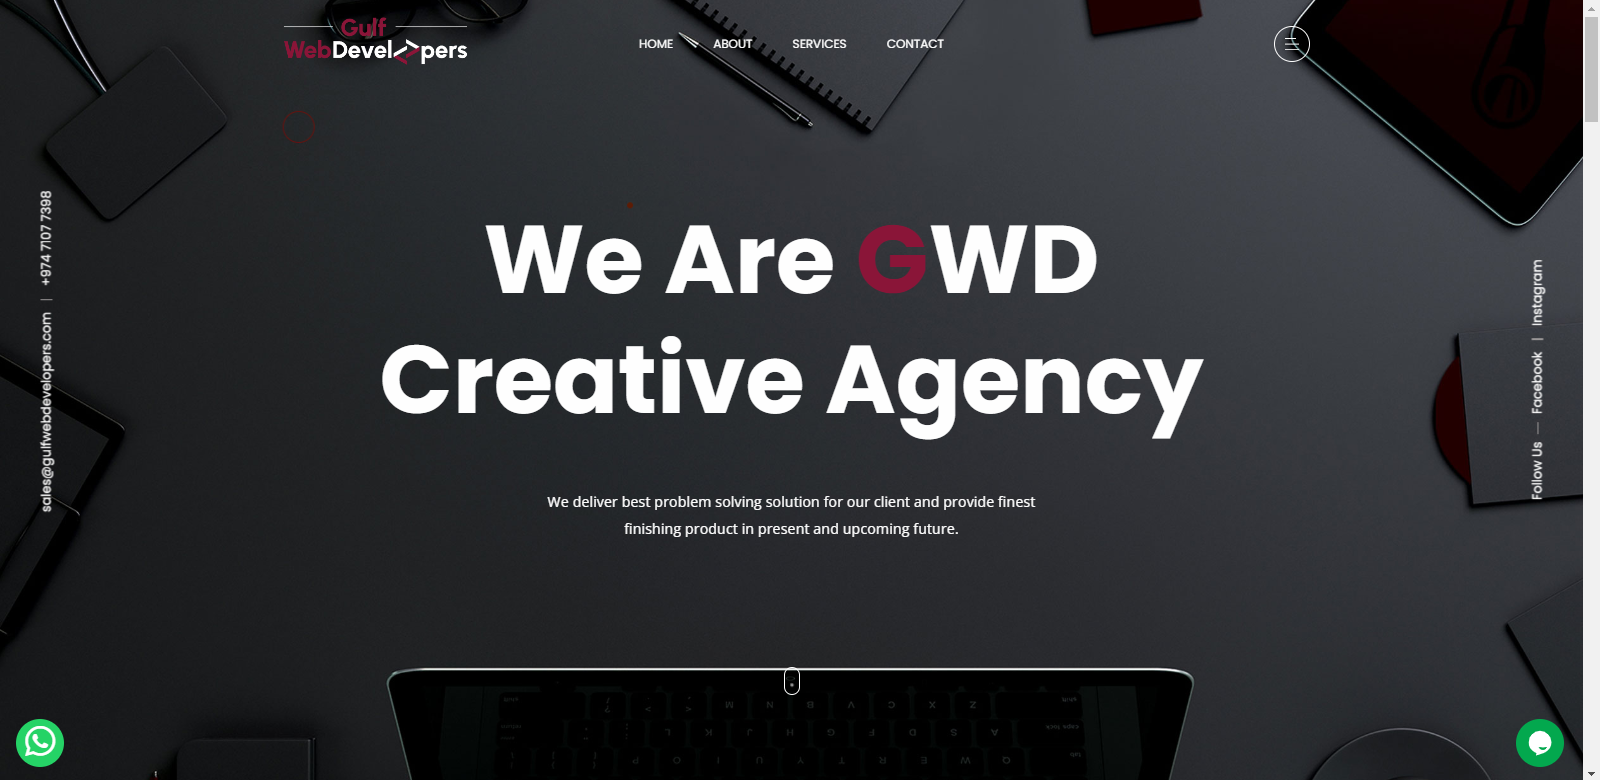 Gulf
WebDevel<>pers
HOME
ABOUT
SERVICES
CONTACT
+974 7107 7398
|
sales@gulfwebdevelopers.com
We Are GWD
Creative Agency
We deliver best problem solving solution for our client and provide finest
finishing product in present and upcoming future.
Follow Us — Facebook | Instagram